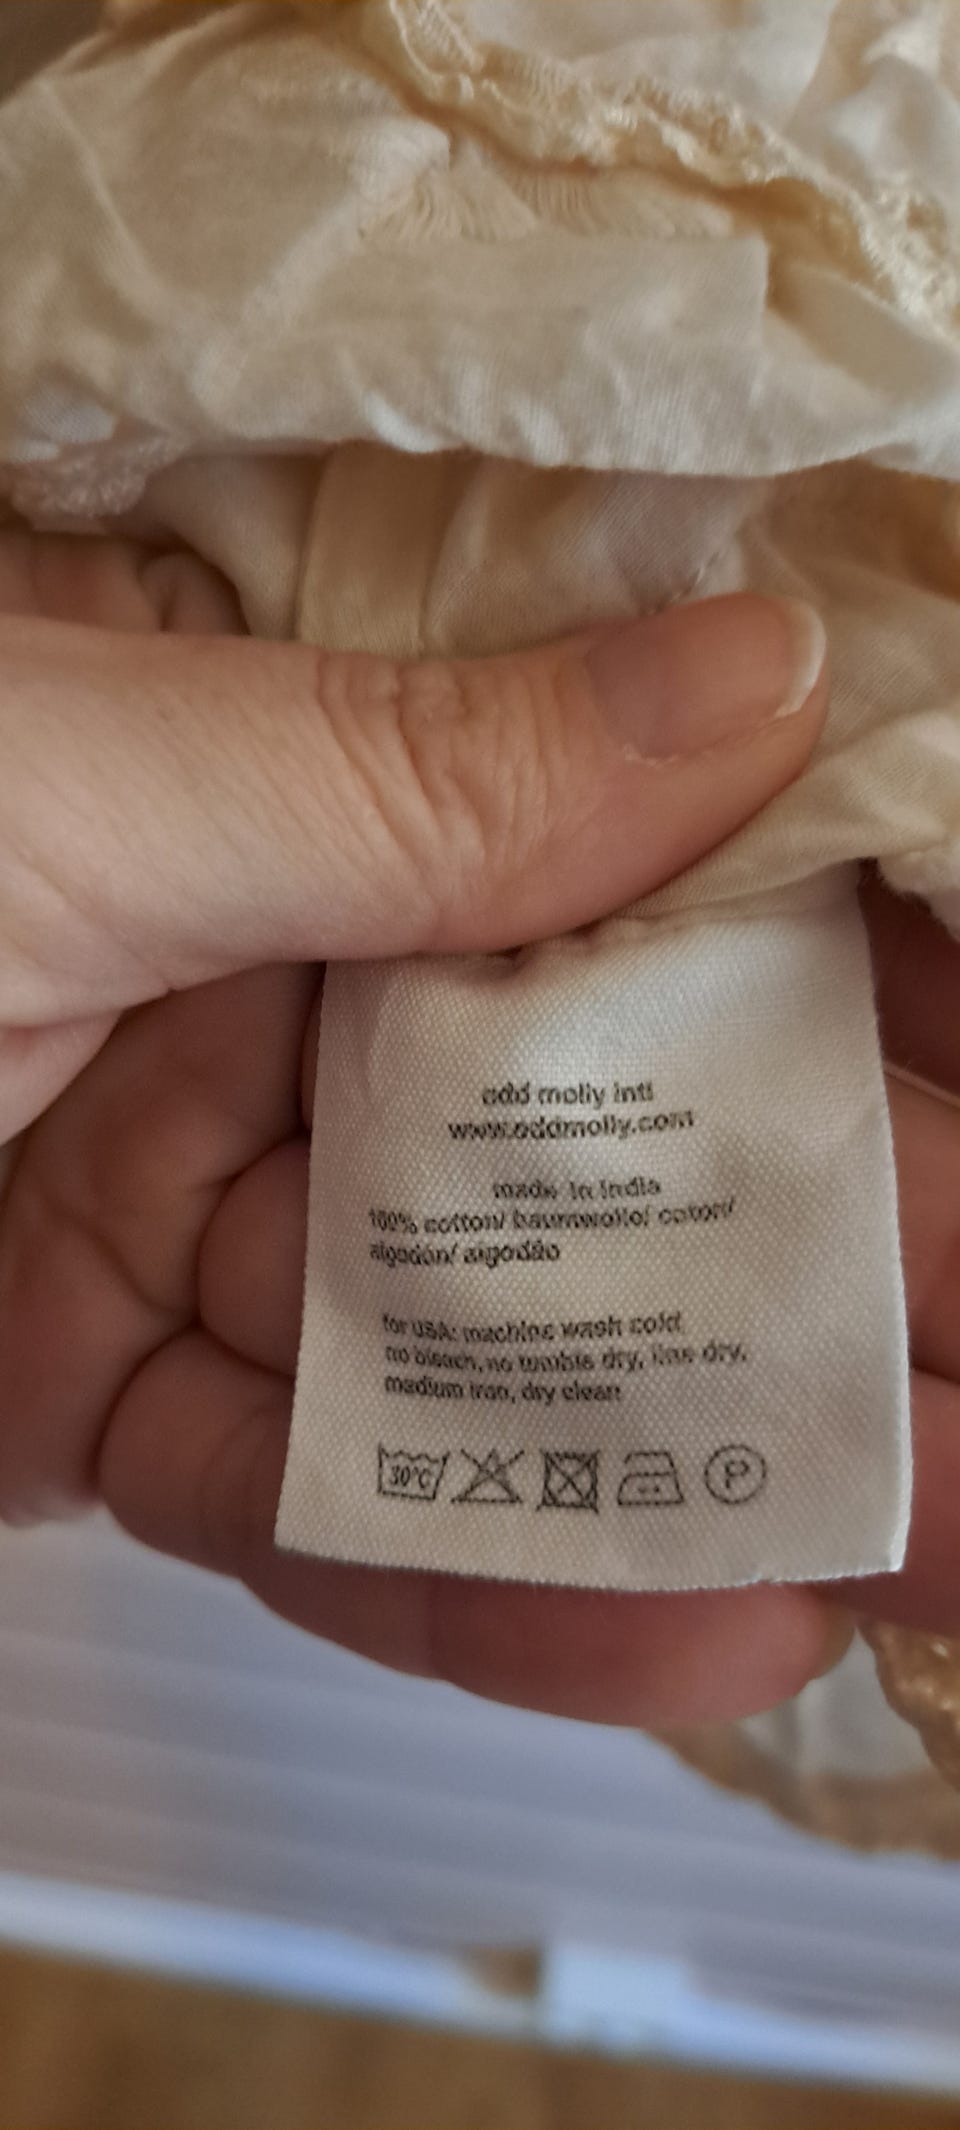 odd molly intl
www.oddmolly.com
made in india
100% cotton/ baumwolle/ coton/
algodón/ algodão
for USA: machine wash cold,
no bleach, no tumble dry, line dry,
medium iron, dry clean
30°C
P